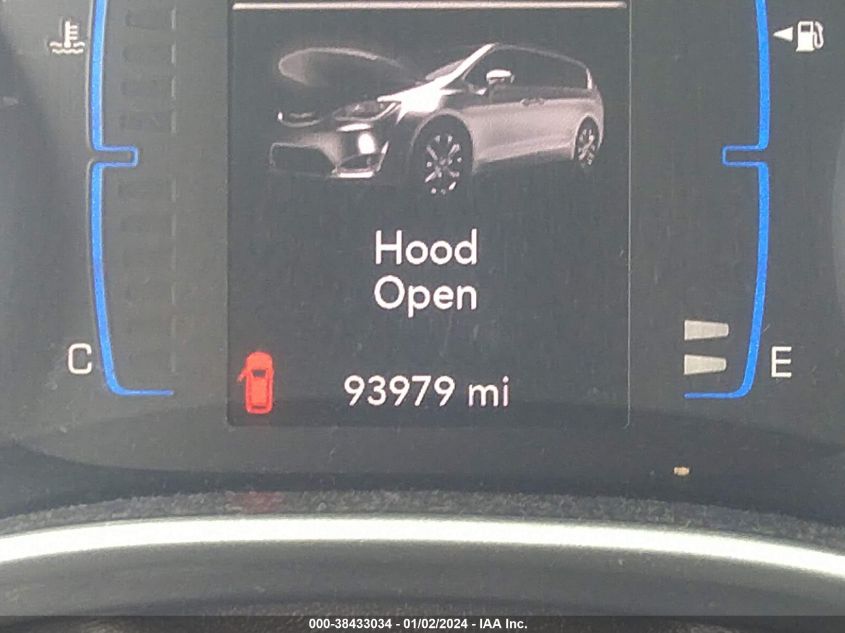 Hood
Open
C
E
93979 mi
000-38433034 - 01/02/2024 - IAA Inc.